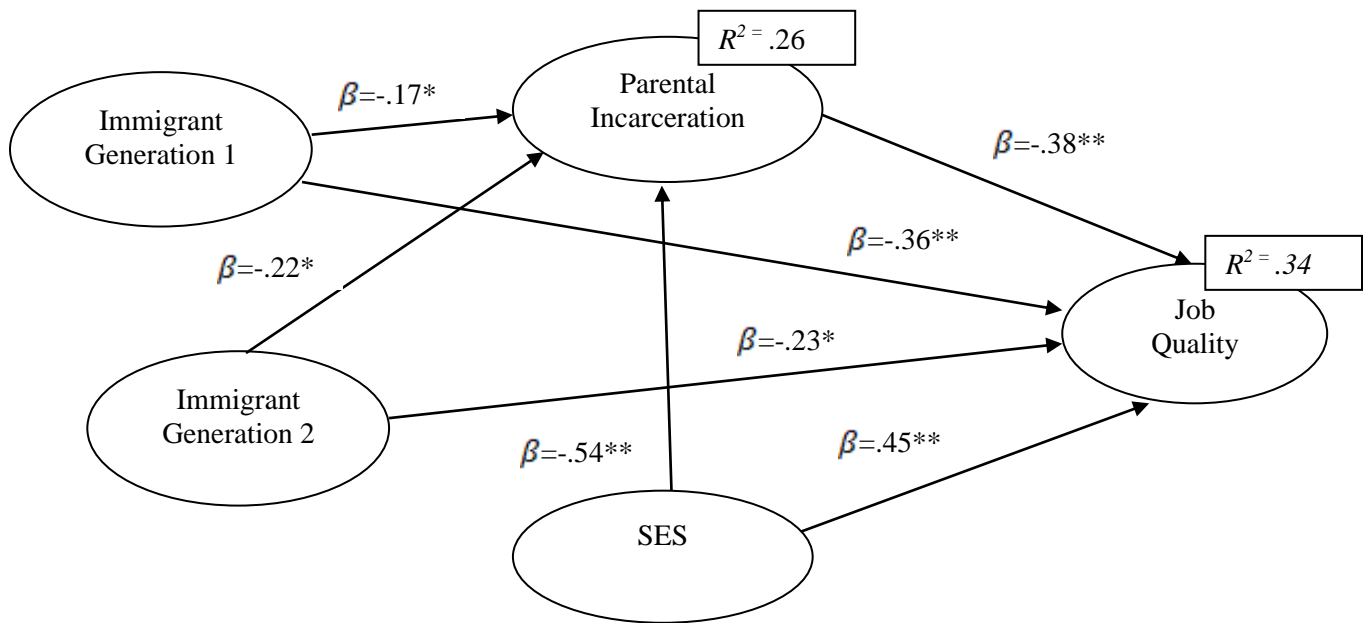 R² = .26
Parental
Incarceration
β=-.17*
Immigrant
Generation 1
β=-.38**
β=-.36**
β=-.22*
R² = .34
Job
Quality
β=-.23*
Immigrant
Generation 2
β=-.54**
β=.45**
SES